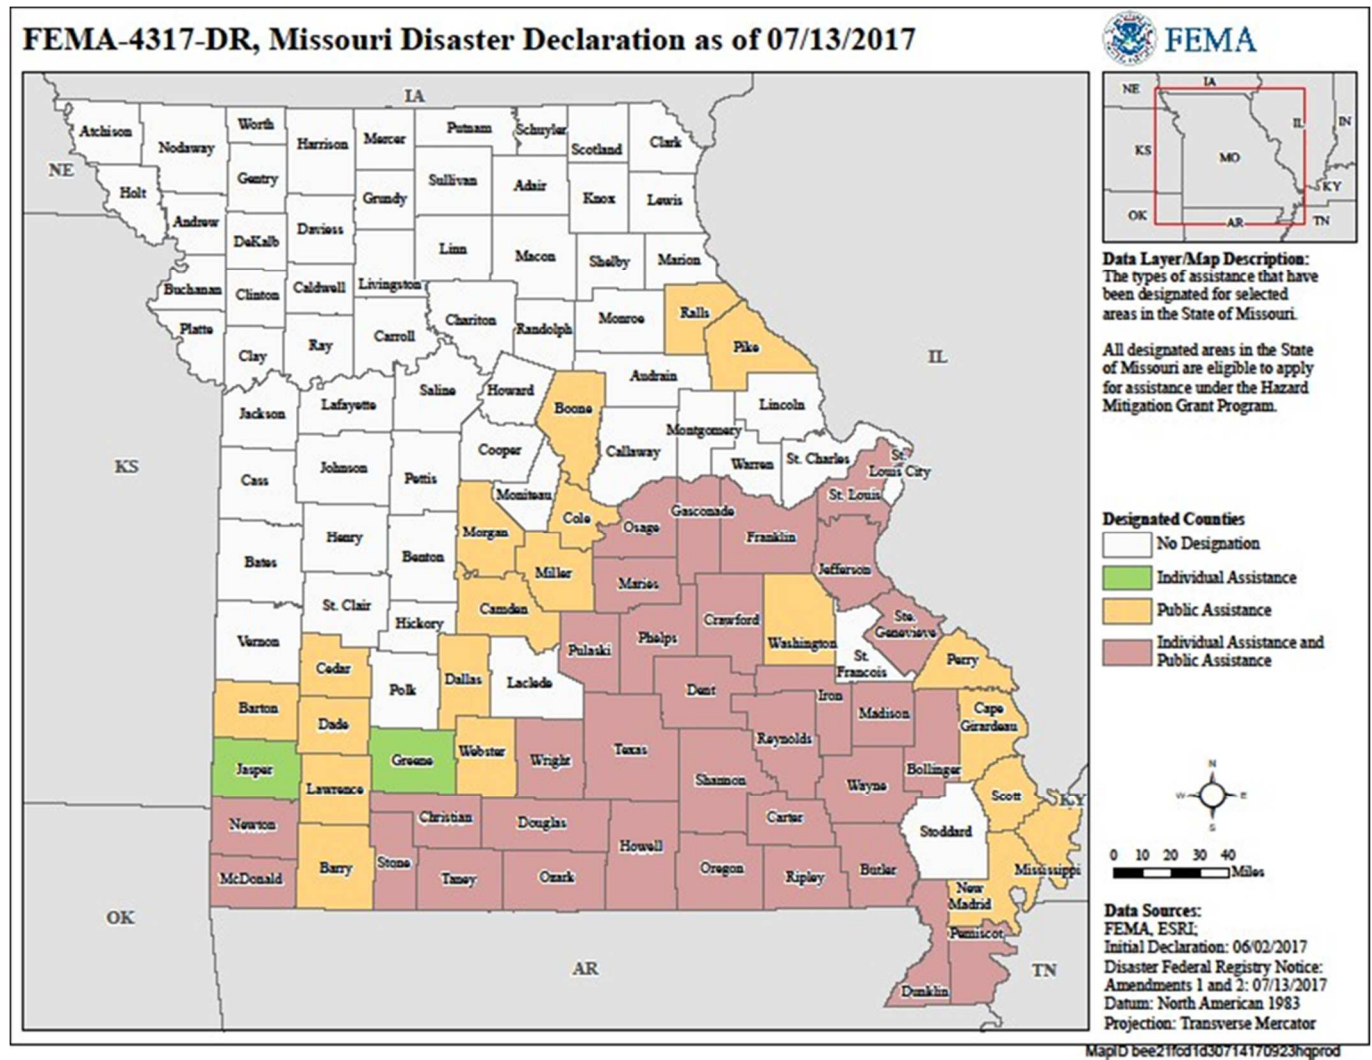 FEMA-4317-DR, Missouri Disaster Declaration as of 07/13/2017
FEMA
IA
NE
KS
OK
AR
IL
KY
TN
Atchison
Nodaway
Worth
Harrison
Mercer
Putnam
Schuyler
Scotland
Clark
Holt
Gentry
Grundy
Sullivan
Adair
Knox
Lewis
Andrew
DeKalb
Daviess
Linn
Macon
Shelby
Marion
Buchanan
Clinton
Caldwell
Livingston
Chariton
Randolph
Monroe
Ralls
Pike
Platte
Clay
Ray
Carroll
Saline
Howard
Boone
Audrain
Lincoln
Jackson
Lafayette
Cooper
Callaway
Montgomery
Warren
St. Charles
St.
Louis City
St. Louis
Cass
Johnson
Pettis
Moniteau
Cole
Osage
Gasconade
Franklin
Jefferson
Bates
Henry
Benton
Morgan
Miller
Maries
Camden
St. Clair
Hickory
Vernon
Cedar
Polk
Dallas
Laclede
Pulaski
Phelps
Crawford
Washington
Ste.
Genevieve
St.
Francois
Perry
Barton
Dade
Dent
Iron
Madison
Cape
Girardeau
Jasper
Greene
Webster
Wright
Texas
Shannon
Reynolds
Wayne
Bollinger
Scott
Lawrence
Newton
Christian
Douglas
Howell
Carter
Stoddard
Mississippi
McDonald
Barry
Stone
Taney
Ozark
Oregon
Ripley
Butler
New
Madrid
Pemiscot
Dunklin
NE
IA
IL
IN
KS
MO
KY
OK
AR
TN
Data Layer/Map Description:
The types of assistance that have
been designated for selected
areas in the State of Missouri.
All designated areas in the State
of Missouri are eligible to apply
for assistance under the Hazard
Mitigation Grant Program.
Designated Counties
No Designation
Individual Assistance
Public Assistance
Individual Assistance and
Public Assistance
N
W
E
S
0 10 20 30 40
Miles
Data Sources:
FEMA, ESRI;
Initial Declaration: 06/02/2017
Disaster Federal Registry Notice:
Amendments 1 and 2: 07/13/2017
Datum: North American 1983
Projection: Transverse Mercator
MapID bee21fcd1d30714170923hqprod